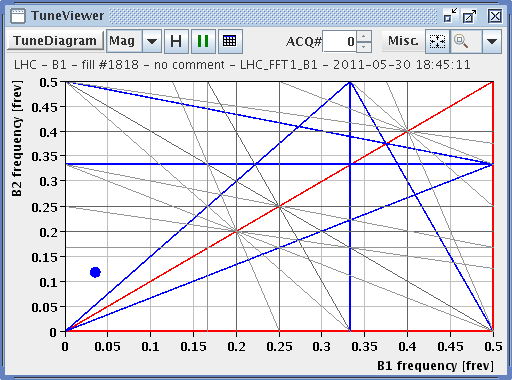 TuneViewer
TuneDiagram Mag H ACQ# 0 Misc.
LHC - B1 - fill #1818 - no comment - LHC_FFT1_B1 - 2011-05-30 18:45:11
B2 frequency [frev]
0.5
0.45
0.4
0.35
0.3
0.25
0.2
0.15
0.1
0.05
0
0 0.05 0.1 0.15 0.2 0.25 0.3 0.35 0.4 0.45 0.5
B1 frequency [frev]